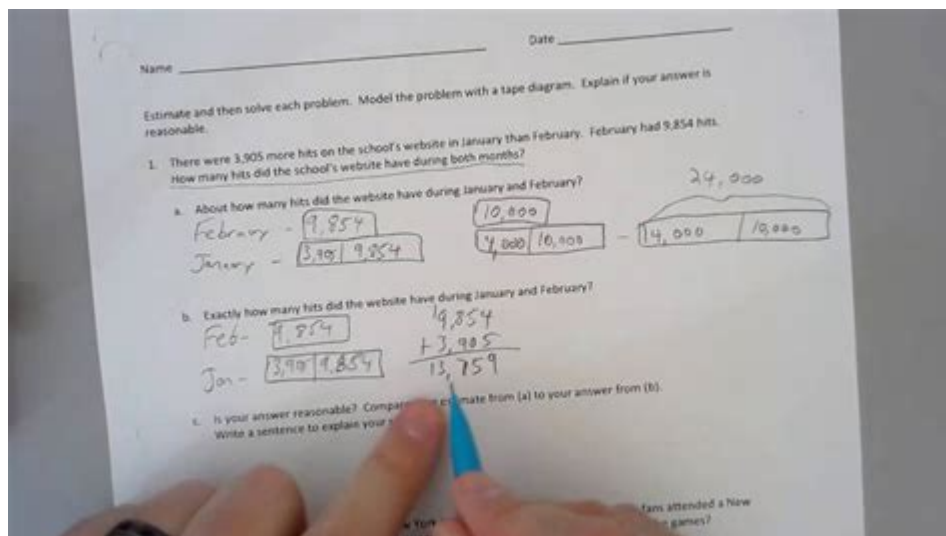 Name
Date
Estimate and then solve each problem. Model the problem with a tape diagram. Explain if your answer is
reasonable.
1. There were 3,905 more hits on the school's website in January than February. February had 9,854 hits.
How many hits did the school's website have during both months?
a. About how many hits did the website have during January and February?
24,000
February - 9,854
10,000
January - 3,905 9,854
4,000 10,000 - 14,000 10,000
b. Exactly how many hits did the website have during January and February?
Feb- 9,854
1
9,854
+3,905
Jan- 3,905 9,854
13,759
c. Is your answer reasonable? Compare estimate from (a) to your answer from (b).
Write a sentence to explain your
fans attended a New
York
games?